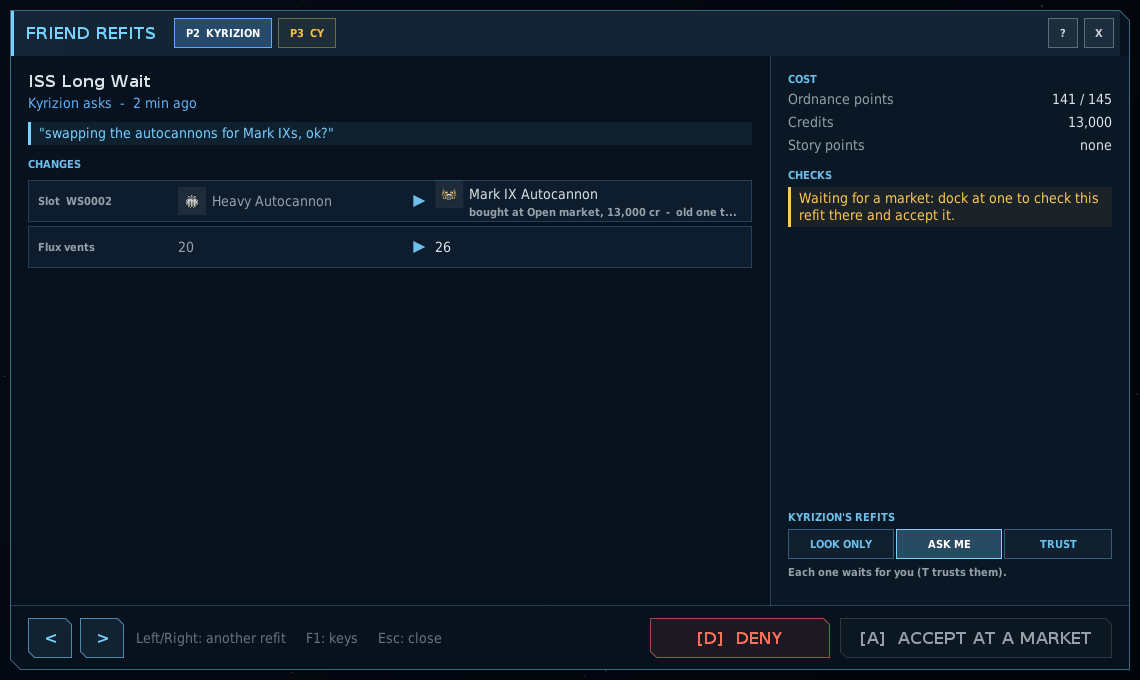 FRIEND REFITS
P2 KYRIZION
P3 CY
?
X
ISS Long Wait
Kyrizion asks - 2 min ago
"swapping the autocannons for Mark IXs, ok?"
CHANGES
Slot WS0002
Heavy Autocannon
Mark IX Autocannon
bought at Open market, 13,000 cr - old one t...
Flux vents
20
26
COST
Ordnance points 141 / 145
Credits 13,000
Story points none
CHECKS
Waiting for a market: dock at one to check this
refit there and accept it.
KYRIZION'S REFITS
LOOK ONLY
ASK ME
TRUST
Each one waits for you (T trusts them).
<
>
Left/Right: another refit
F1: keys
Esc: close
[D] DENY
[A] ACCEPT AT A MARKET